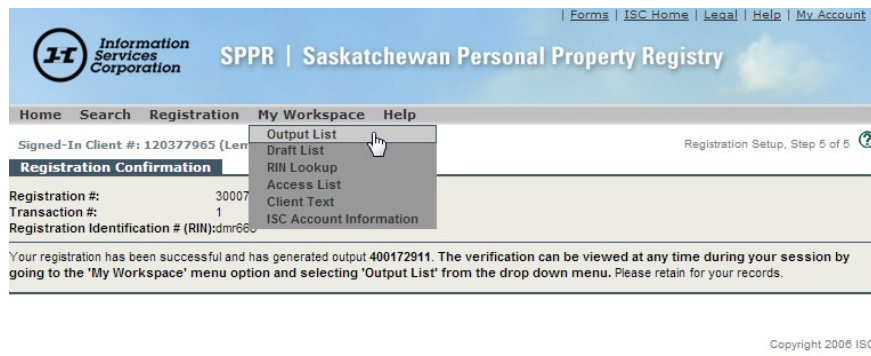 | Forms | ISC Home | Legal | Help | My Account
Information
Services
Corporation
SPPR | Saskatchewan Personal Property Registry
Home Search Registration My Workspace Help
Signed-In Client #: 120377965
Output List
Draft List
RIN Lookup
Access List
Client Text
ISC Account Information
Registration Setup, Step 5 of 5
Registration Confirmation
Registration #: 30007
Transaction #: 1
Registration Identification # (RIN):
Your registration has been successful and has generated output 400172911. The verification can be viewed at any time during your session by
going to the 'My Workspace' menu option and selecting 'Output List' from the drop down menu. Please retain for your records.
Copyright 2006 ISC